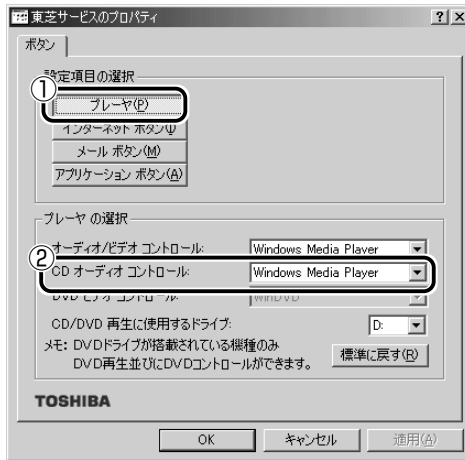 東芝サービスのプロパティ
ボタン
設定項目の選択
①
プレーヤ(P)
インターネット ボタン(I)
メール ボタン(M)
アプリケーション ボタン(A)
プレーヤ の選択
オーディオ/ビデオ コントロール: Windows Media Player
②
CD オーディオ コントロール: Windows Media Player
DVD ビデオ コントロール: WinDVD
CD/DVD 再生に使用するドライブ: D:
メモ: DVDドライブが搭載されている機種のみ
DVD再生並びにDVDコントロールができます。
標準に戻す(R)
TOSHIBA
OK キャンセル 適用(A)